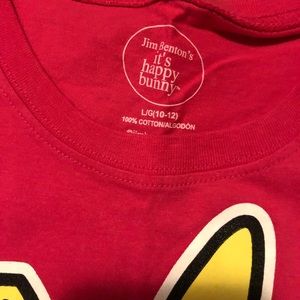 Jim Benton's
it's
happy
bunny
L/G(10-12)
100% COTTON/ALGODÓN